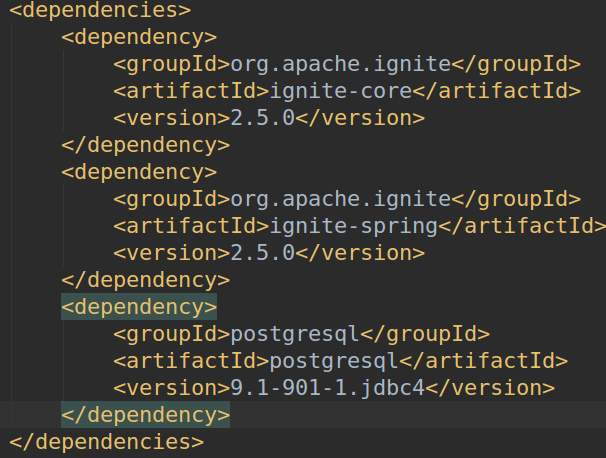 <dependencies>
<dependency>
<groupId>org.apache.ignite</groupId>
<artifactId>ignite-core</artifactId>
<version>2.5.0</version>
</dependency>
<dependency>
<groupId>org.apache.ignite</groupId>
<artifactId>ignite-spring</artifactId>
<version>2.5.0</version>
</dependency>
<dependency>
<groupId>postgresql</groupId>
<artifactId>postgresql</artifactId>
<version>9.1-901-1.jdbc4</version>
</dependency>
</dependencies>